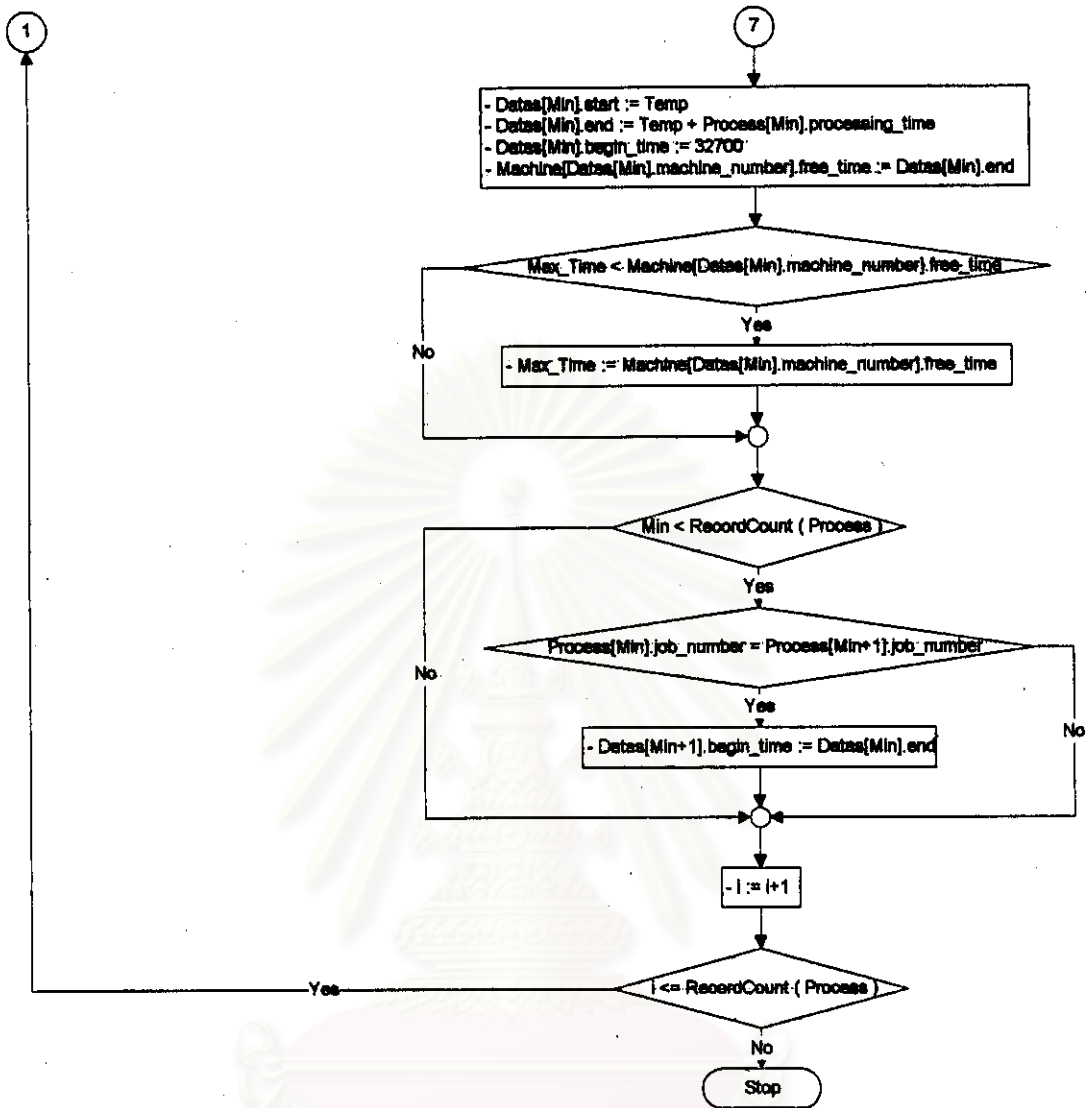 1
7
- Datas[Min].start := Temp
- Datas[Min].end := Temp + Process[Min].processing_time
- Datas[Min].begin_time := 32700
- Machine[Datas[Min].machine_number].free_time := Datas[Min].end
Max_Time < Machine[Datas[Min].machine_number].free_time
Yes
No
- Max_Time := Machine[Datas[Min].machine_number].free_time
Min < RecordCount ( Process )
Yes
Process[Min].job_number = Process[Min+1].job_number
No
Yes
No
- Datas[Min+1].begin_time := Datas[Min].end
- i := i+1
i <= RecordCount ( Process )
Yes
No
Stop